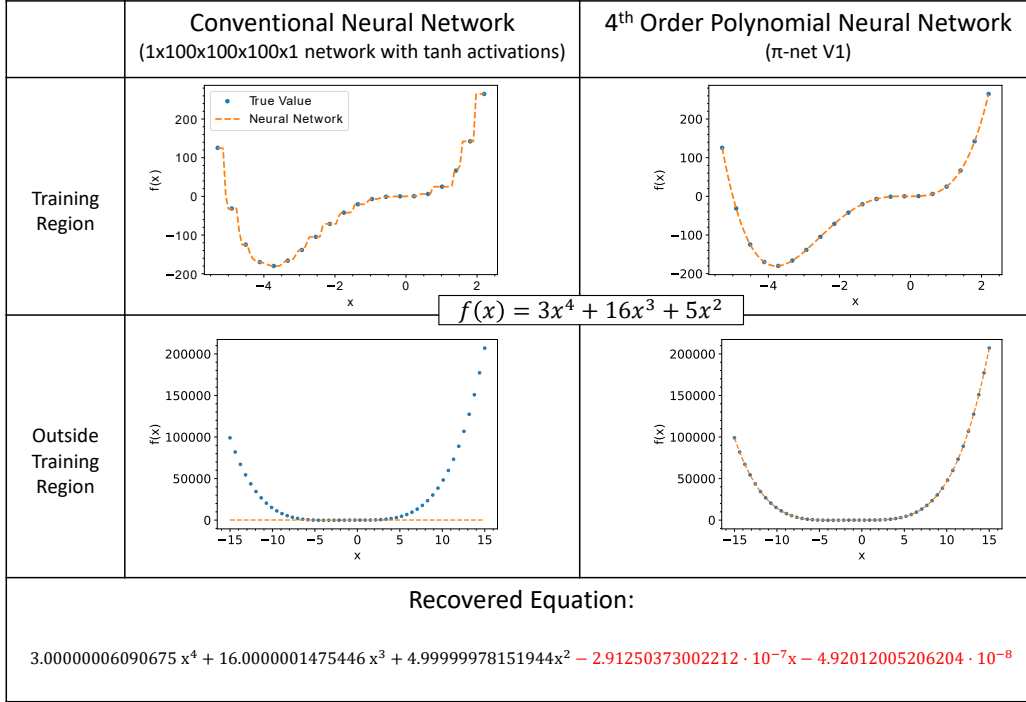 Conventional Neural Network
(1x100x100x100x1 network with tanh activations)
4th Order Polynomial Neural Network
(π-net V1)
Training
Region
True Value
Neural Network
f(x)
200
100
0
−100
−200
−4
−2
0
2
x
f(x)
200
100
0
−100
−200
−4
−2
0
2
x
f(x) = 3x⁴ + 16x³ + 5x²
Outside
Training
Region
f(x)
200000
150000
100000
50000
0
−15
−10
−5
0
5
10
15
x
f(x)
200000
150000
100000
50000
0
−15
−10
−5
0
5
10
15
x
Recovered Equation:
3.00000006090675 x⁴ + 16.0000001475446 x³ + 4.99999978151944x² − 2.91250373002212 · 10⁻⁷x − 4.92012005206204 · 10⁻⁸